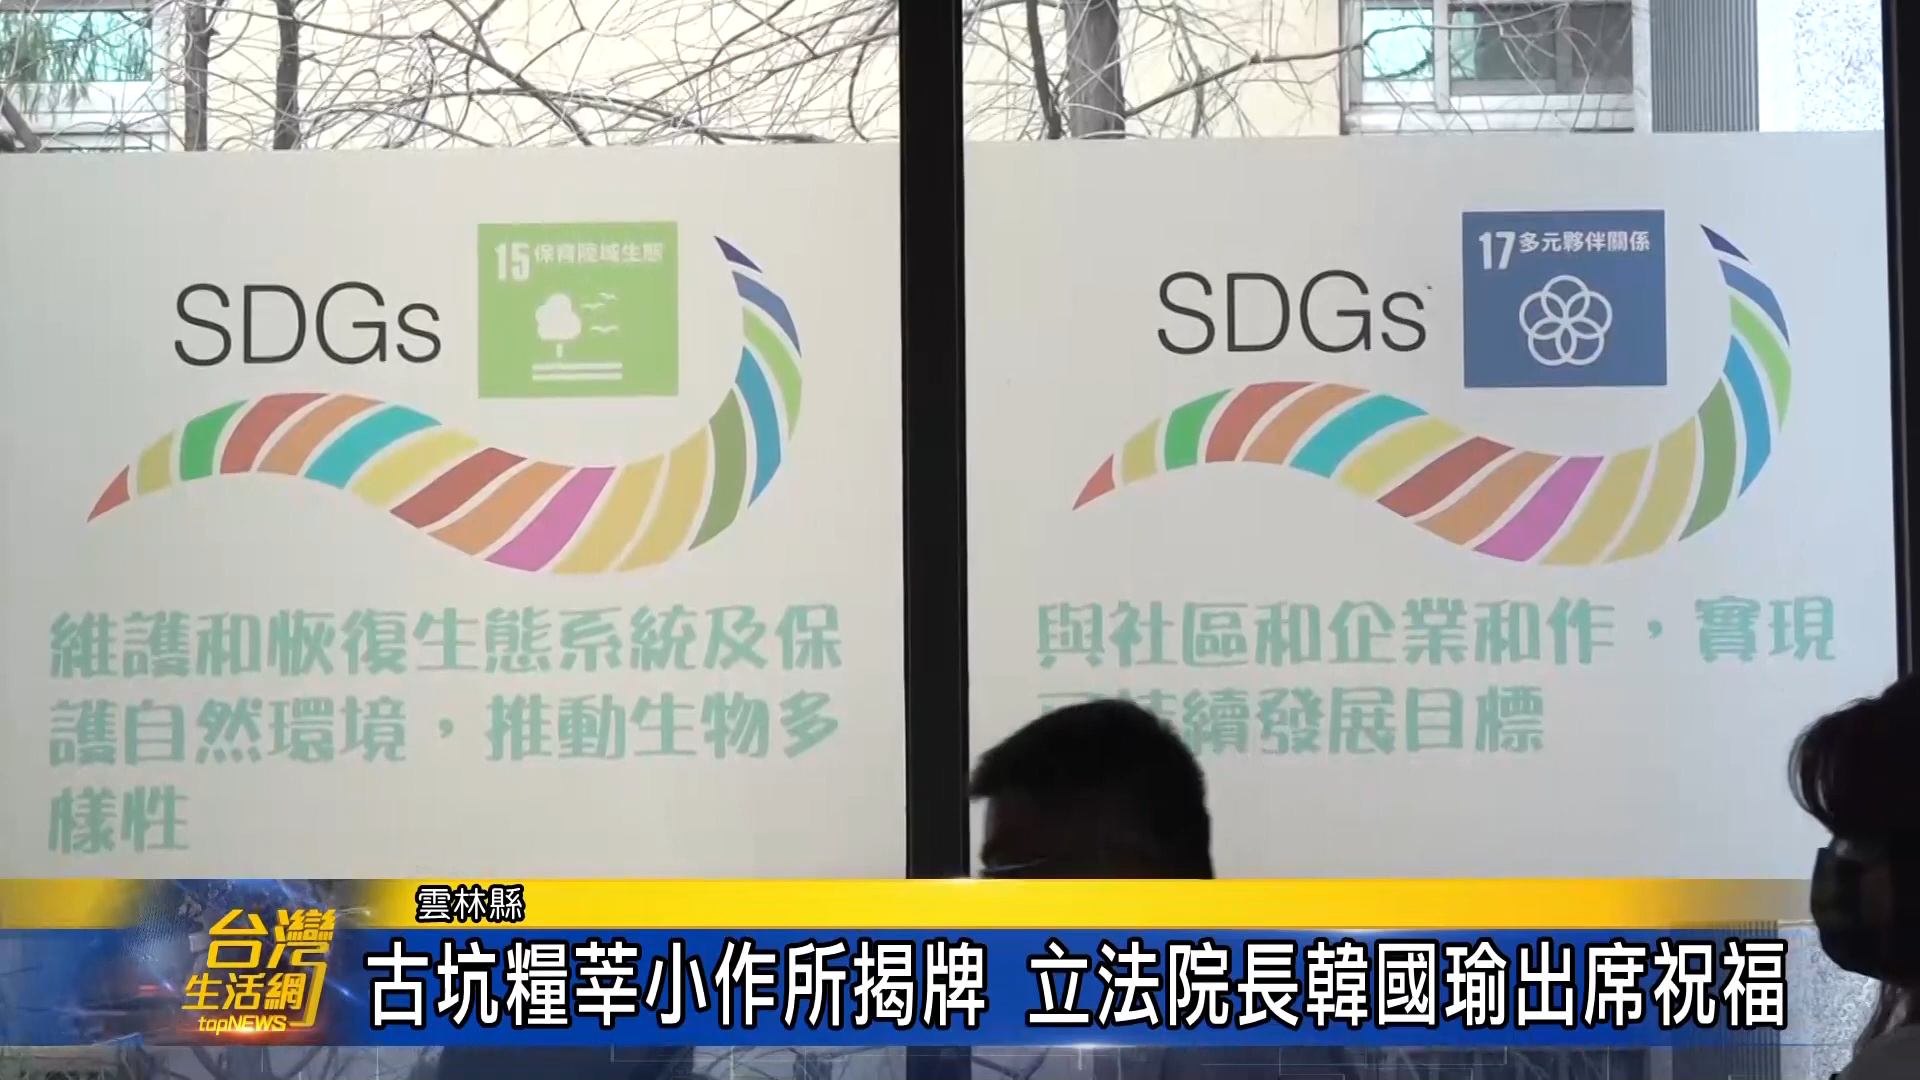 SDGs
15 保育陸域生態
維護和恢復生態系統及保
護自然環境，推動生物多
樣性
SDGs
17 多元夥伴關係
與社區和企業和作，實現
續發展目標
雲林縣
台灣
生活網
topNEWS
古坑糧莘小作所揭牌 立法院長韓國瑜出席祝福